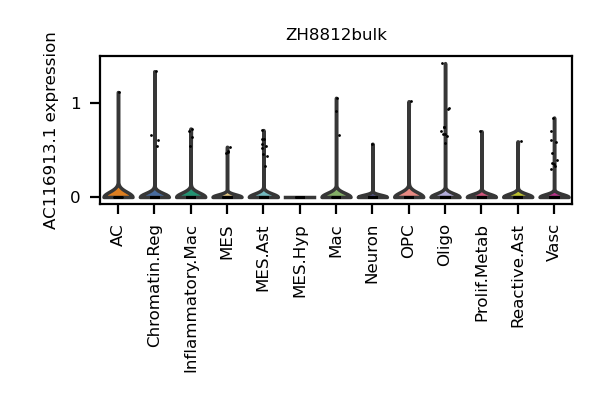 ZH8812bulk
AC116913.1 expression
1
0
AC
Chromatin.Reg
Inflammatory.Mac
MES
MES.Ast
MES.Hyp
Mac
Neuron
OPC
Oligo
Prolif.Metab
Reactive.Ast
Vasc